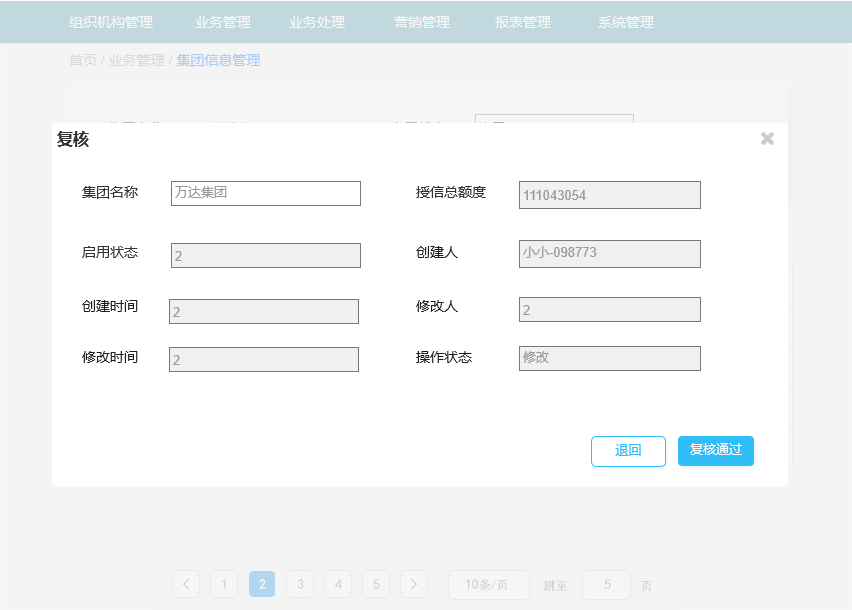 组织机构管理 业务管理 业务处理 营销管理 报表管理 系统管理
首页 / 业务管理 / 集团信息管理
复核
集团名称 万达集团 授信总额度 111043054
启用状态 2 创建人 小小-098773
创建时间 2 修改人 2
修改时间 2 操作状态 修改
退回 复核通过
< 1 2 3 4 5 > 10条/页 跳至 5 页